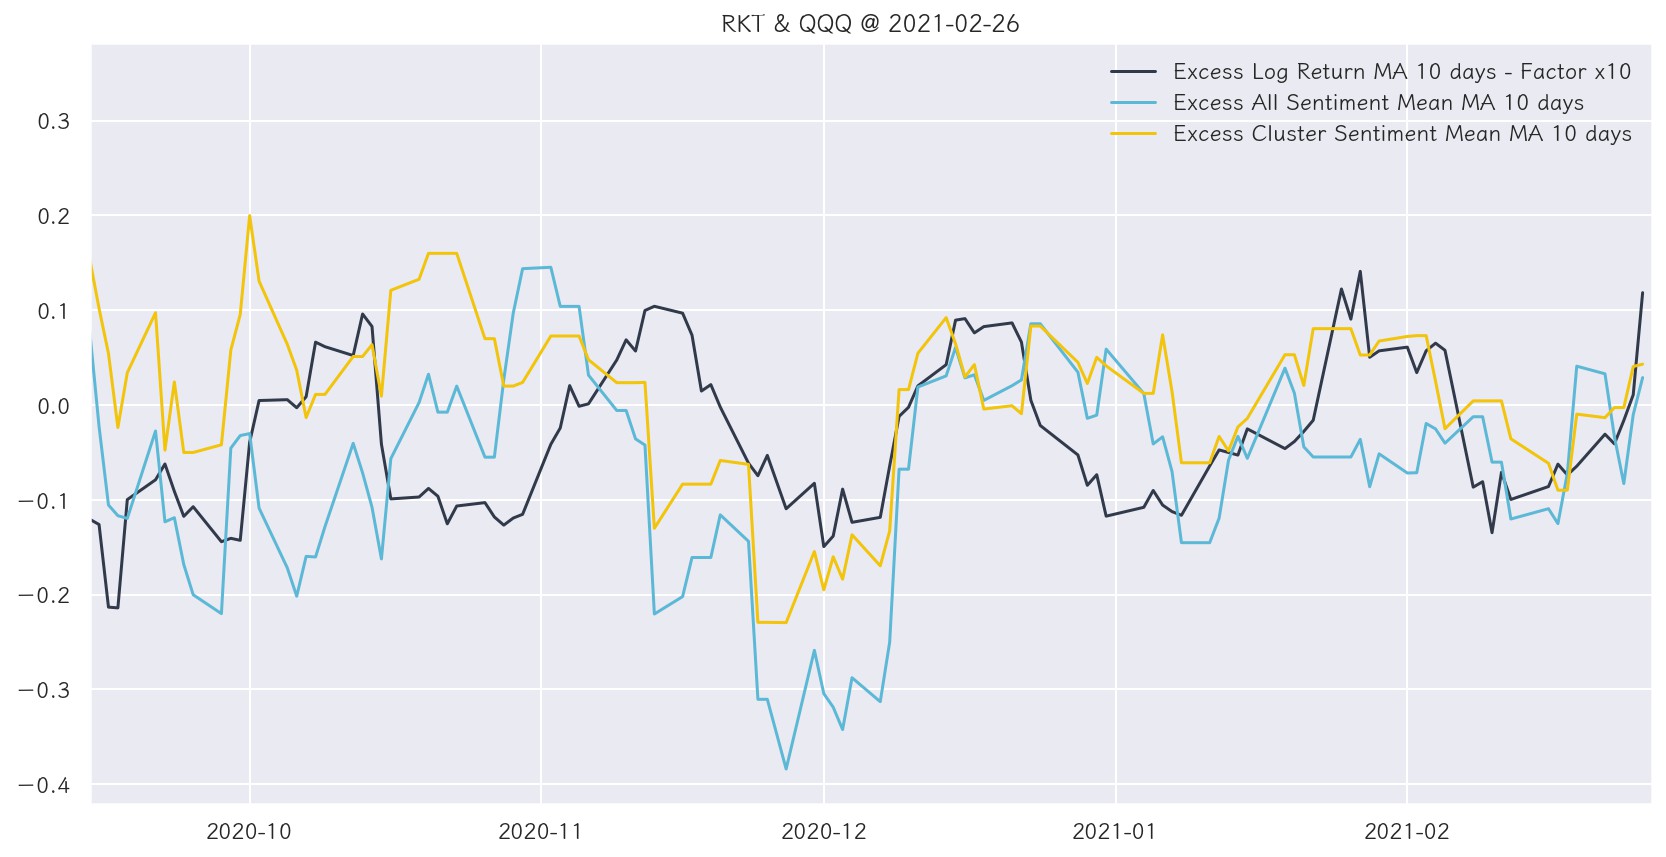 RKT & QQQ @ 2021-02-26
Excess Log Return MA 10 days - Factor x10
Excess All Sentiment Mean MA 10 days
Excess Cluster Sentiment Mean MA 10 days
0.3
0.2
0.1
0.0
−0.1
−0.2
−0.3
−0.4
2020-10 2020-11 2020-12 2021-01 2021-02